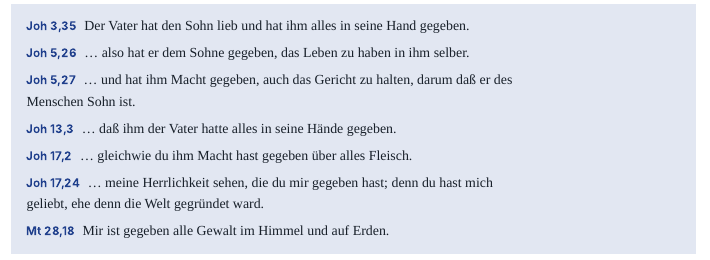 Joh 3,35 Der Vater hat den Sohn lieb und hat ihm alles in seine Hand gegeben.
Joh 5,26 … also hat er dem Sohne gegeben, das Leben zu haben in ihm selber.
Joh 5,27 … und hat ihm Macht gegeben, auch das Gericht zu halten, darum daß er des
Menschen Sohn ist.
Joh 13,3 … daß ihm der Vater hatte alles in seine Hände gegeben.
Joh 17,2 … gleichwie du ihm Macht hast gegeben über alles Fleisch.
Joh 17,24 … meine Herrlichkeit sehen, die du mir gegeben hast; denn du hast mich
geliebt, ehe denn die Welt gegründet ward.
Mt 28,18 Mir ist gegeben alle Gewalt im Himmel und auf Erden.